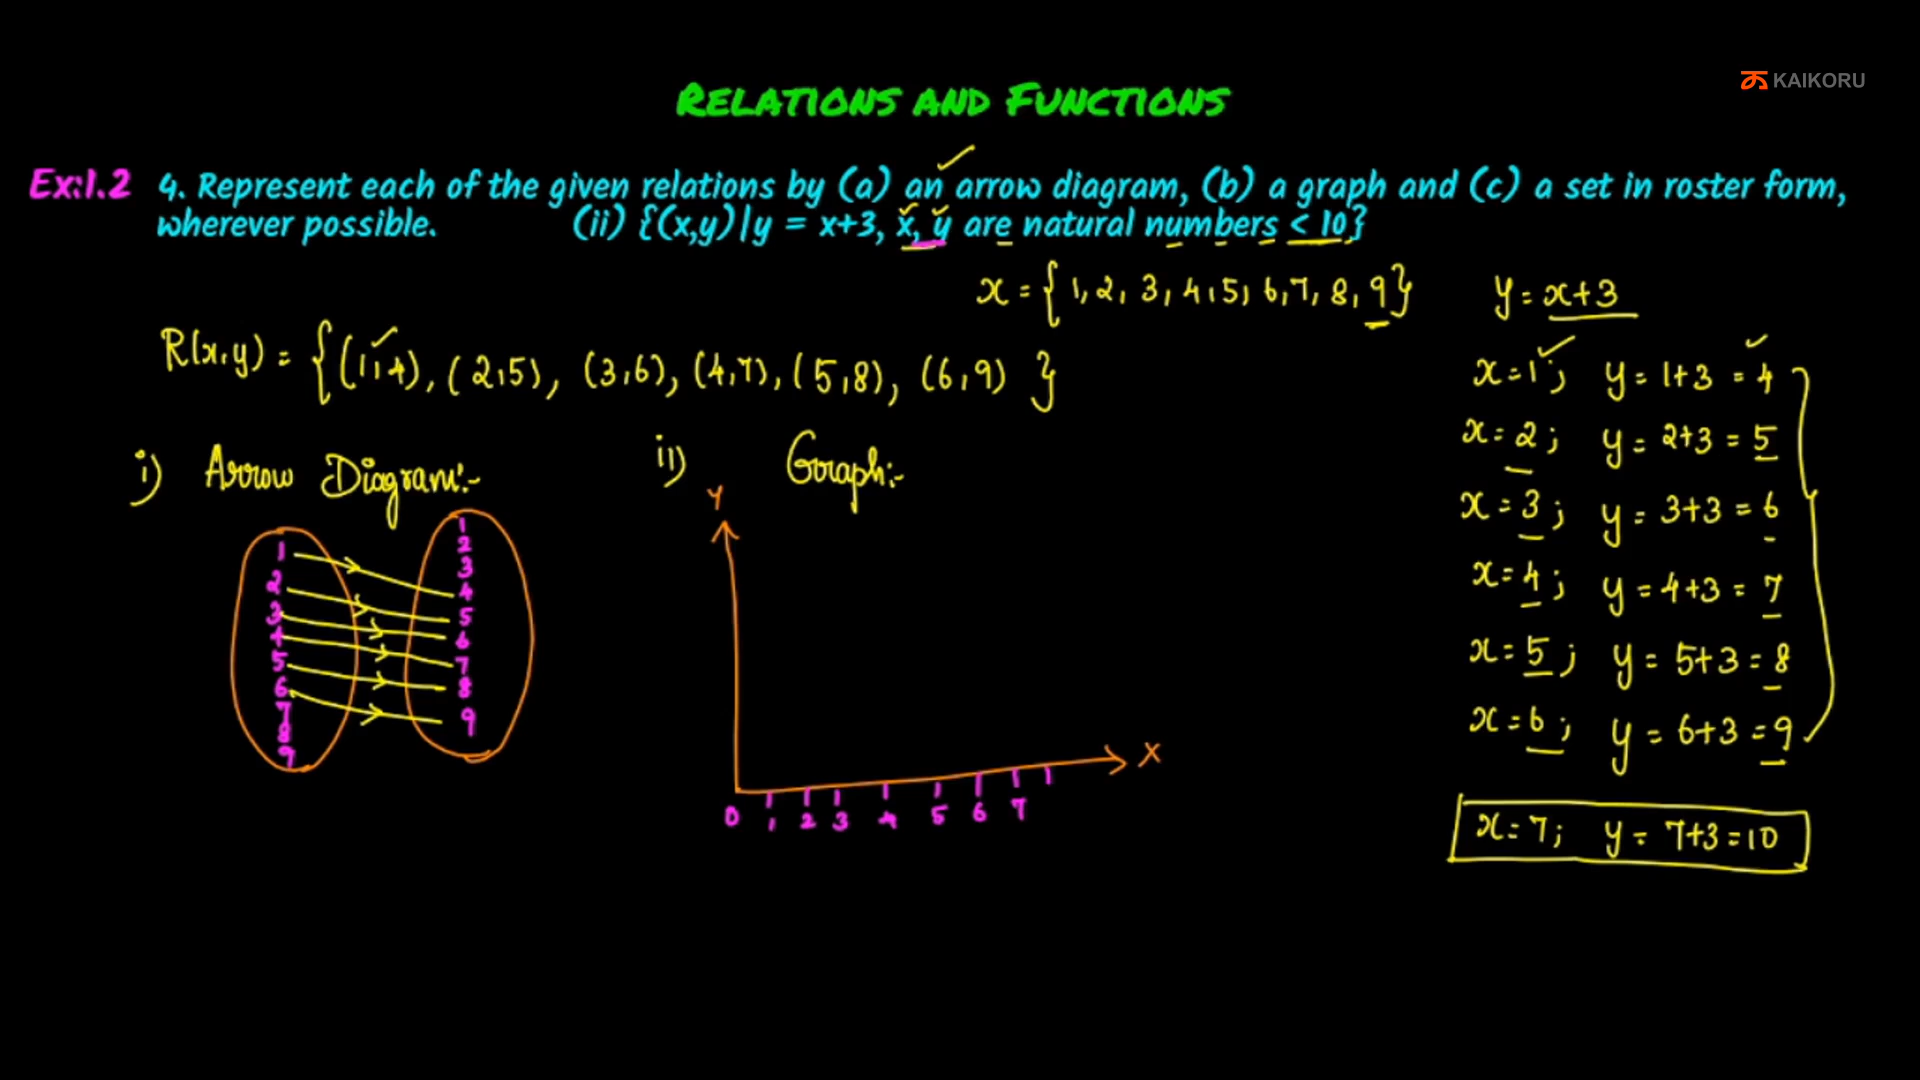 KAIKORU
RELATIONS AND FUNCTIONS
Ex:1.2 4. Represent each of the given relations by (a) an arrow diagram, (b) a graph and (c) a set in roster form,
wherever possible. (ii) {(x,y)|y = x+3, x, y are natural numbers < 10}
x = {1, 2, 3, 4, 5, 6, 7, 8, 9}
y = x+3
R(x,y) = {(1,4), (2,5), (3,6), (4,7), (5,8), (6,9) }
x=1; y= 1+3 = 4
x= 2; y= 2+3 = 5
x= 3; y= 3+3 = 6
x= 4; y= 4+3 = 7
x= 5; y= 5+3 = 8
x= 6; y= 6+3 = 9
x= 7; y= 7+3 = 10
i) Arrow Diagram:-
1
2
3
4
5
6
7
8
9
1
2
3
4
5
6
7
8
9
ii) Graph:-
Y
X
0 1 2 3 4 5 6 7